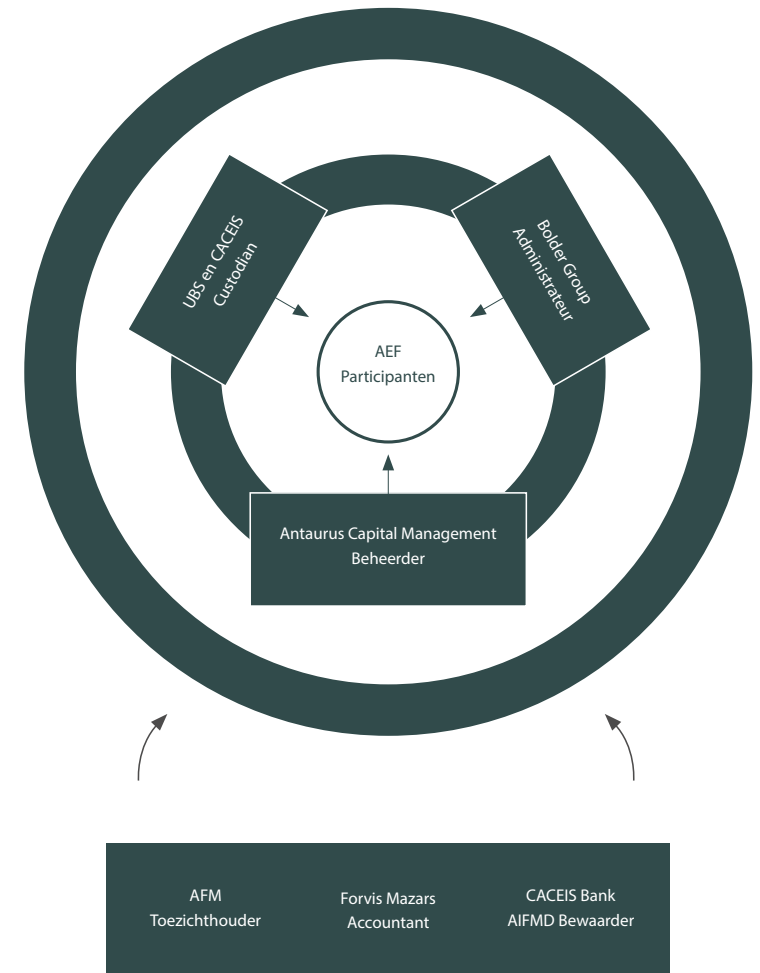 UBS en CACEIS
Custodian
Bolder Group
Administrateur
AEF
Participanten
Antaurus Capital Management
Beheerder
AFM
Toezichthouder
Forvis Mazars
Accountant
CACEIS Bank
AIFMD Bewaarder